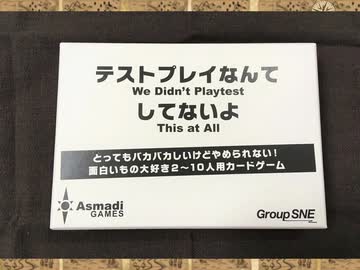 テストプレイなんて
We Didn't Playtest
してないよ
This at All
とってもバカバカしいけどやめられない！
面白いもの大好き2～10人用カードゲーム
Asmadi
GAMES
Group SNE